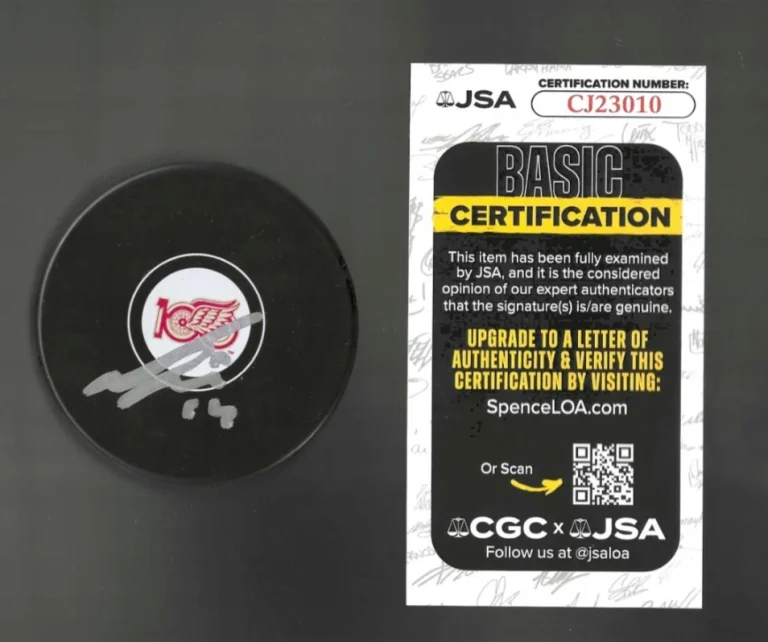 100
JSA
CERTIFICATION NUMBER:
CJ23010
BASIC
CERTIFICATION
This item has been fully examined
by JSA, and it is the considered
opinion of our expert authenticators
that the signature(s) is/are genuine.
UPGRADE TO A LETTER OF
AUTHENTICITY & VERIFY THIS
CERTIFICATION BY VISITING:
SpenceLOA.com
Or Scan
CGC x JSA
Follow us at @jsaloa